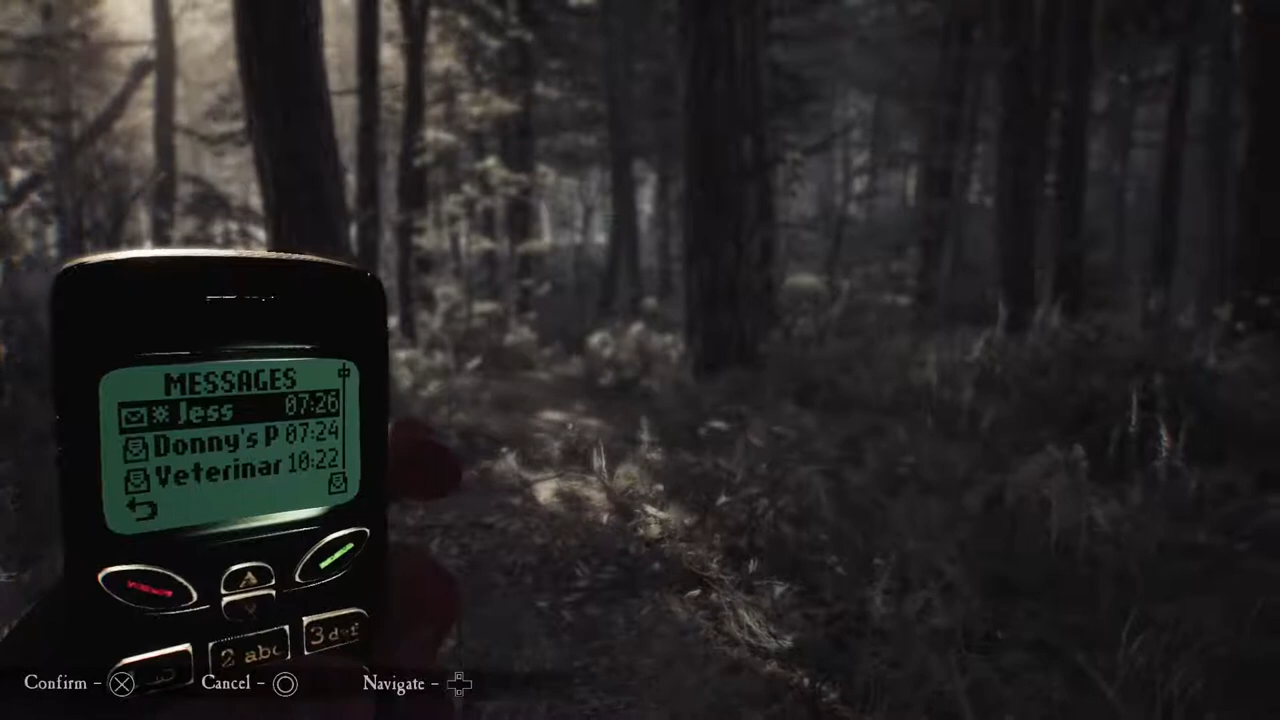 MESSAGES
Jess 07:26
Donny's P 07:24
Veterinar 10:22
2 abc
3 def
Confirm -
Cancel -
Navigate -